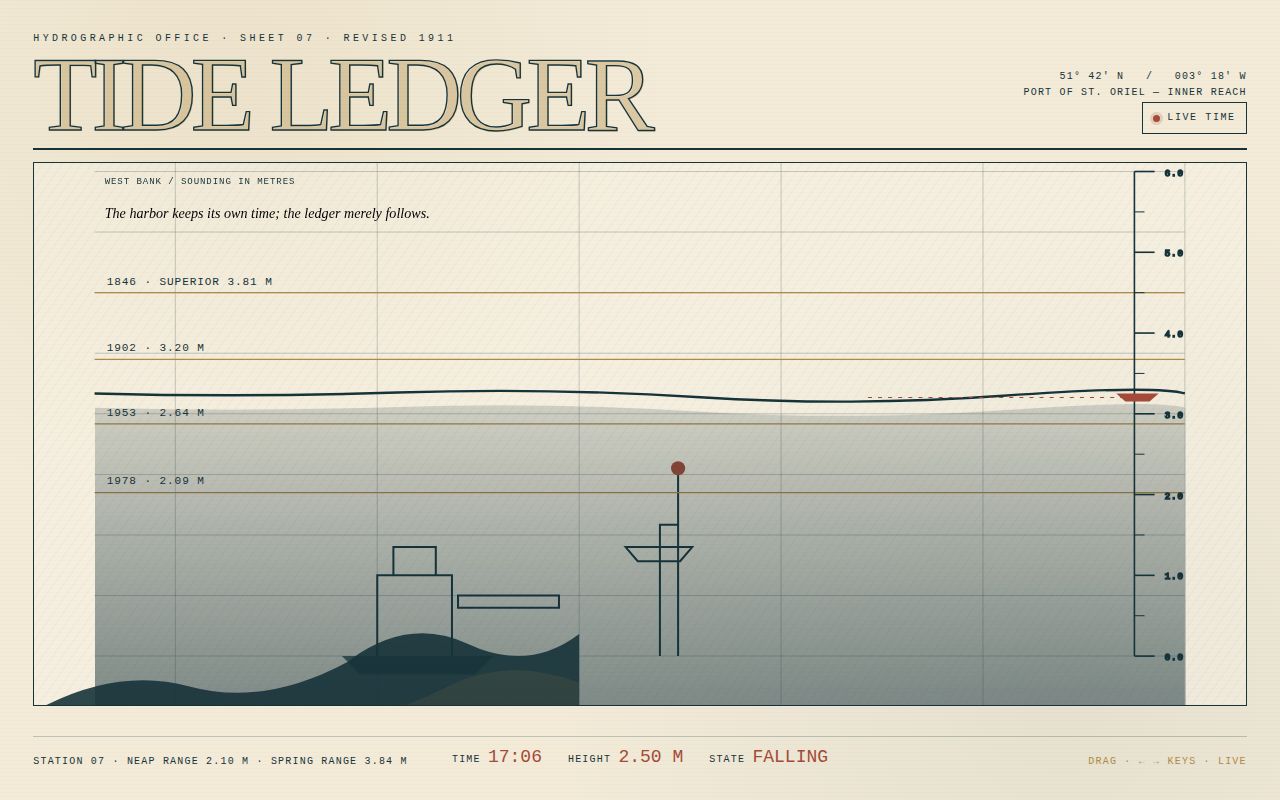 HYDROGRAPHIC OFFICE · SHEET 07 · REVISED 1911
TIDE LEDGER
51° 42' N / 003° 18' W
PORT OF ST. ORIEL — INNER REACH
LIVE TIME
WEST BANK / SOUNDING IN METRES
The harbor keeps its own time; the ledger merely follows.
1846 · SUPERIOR 3.81 M
1902 · 3.20 M
1953 · 2.64 M
1978 · 2.09 M
6.0
5.0
4.0
3.0
2.0
1.0
0.0
STATION 07 · NEAP RANGE 2.10 M · SPRING RANGE 3.84 M
TIME 17:06 HEIGHT 2.50 M STATE FALLING
DRAG · ← → KEYS · LIVE